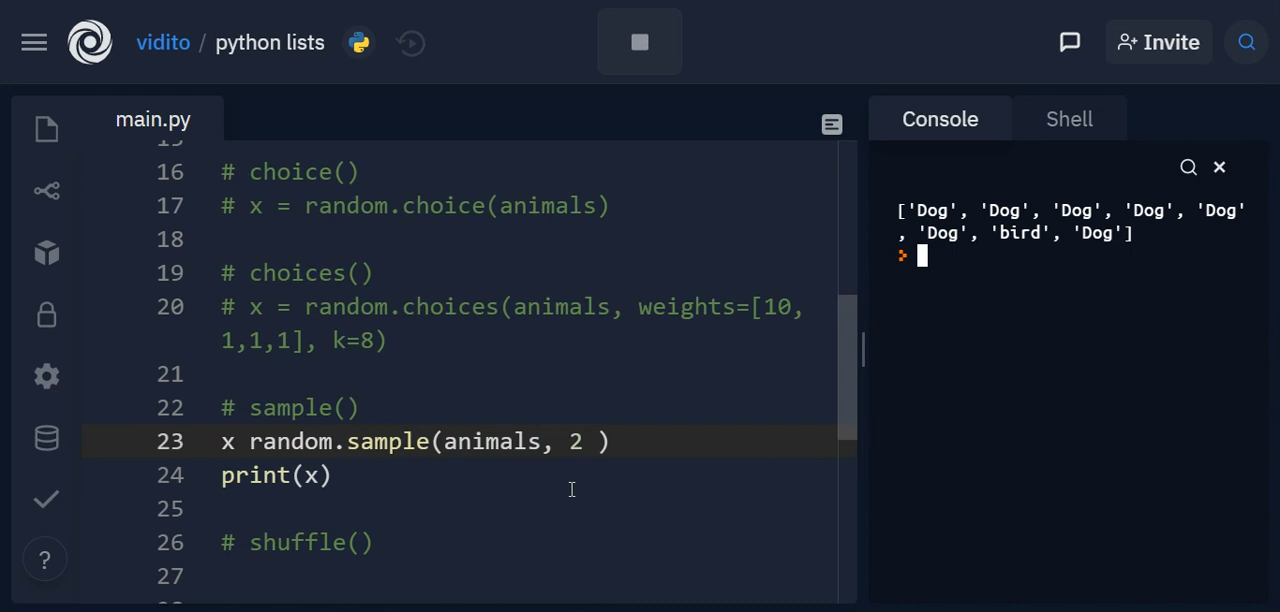 vidito / python lists
Invite
main.py
Console
Shell
15
16 # choice()
17 # x = random.choice(animals)
18
19 # choices()
20 # x = random.choices(animals, weights=[10,
1,1,1], k=8)
21
22 # sample()
23 x random.sample(animals, 2 )
24 print(x)
25
26 # shuffle()
27
['Dog', 'Dog', 'Dog', 'Dog', 'Dog'
, 'Dog', 'bird', 'Dog']
>
?